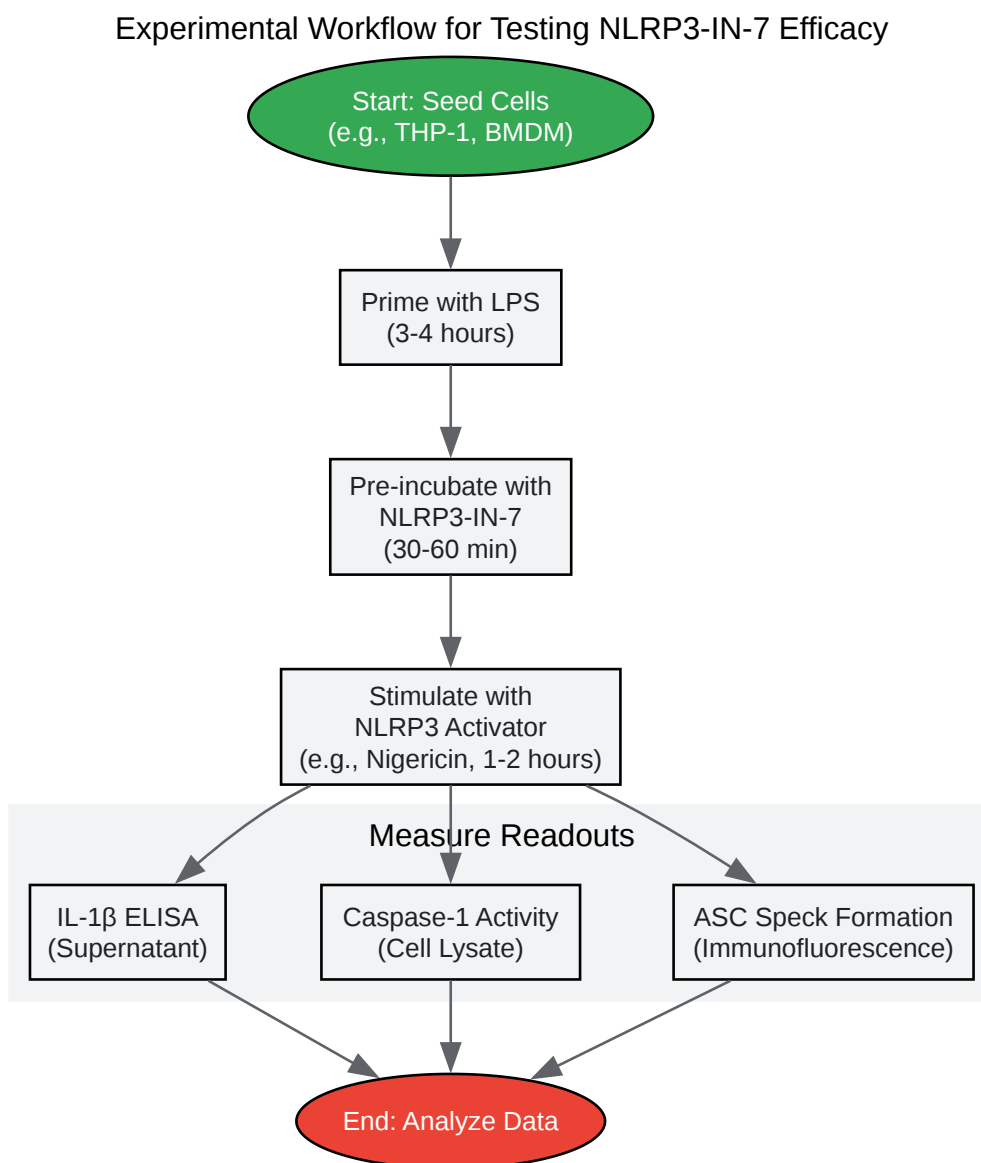 Experimental Workflow for Testing NLRP3-IN-7 Efficacy
Start: Seed Cells
(e.g., THP-1, BMDM)
Prime with LPS
(3-4 hours)
Pre-incubate with
NLRP3-IN-7
(30-60 min)
Stimulate with
NLRP3 Activator
(e.g., Nigericin, 1-2 hours)
Measure Readouts
IL-1β ELISA
(Supernatant)
Caspase-1 Activity
(Cell Lysate)
ASC Speck Formation
(Immunofluorescence)
End: Analyze Data